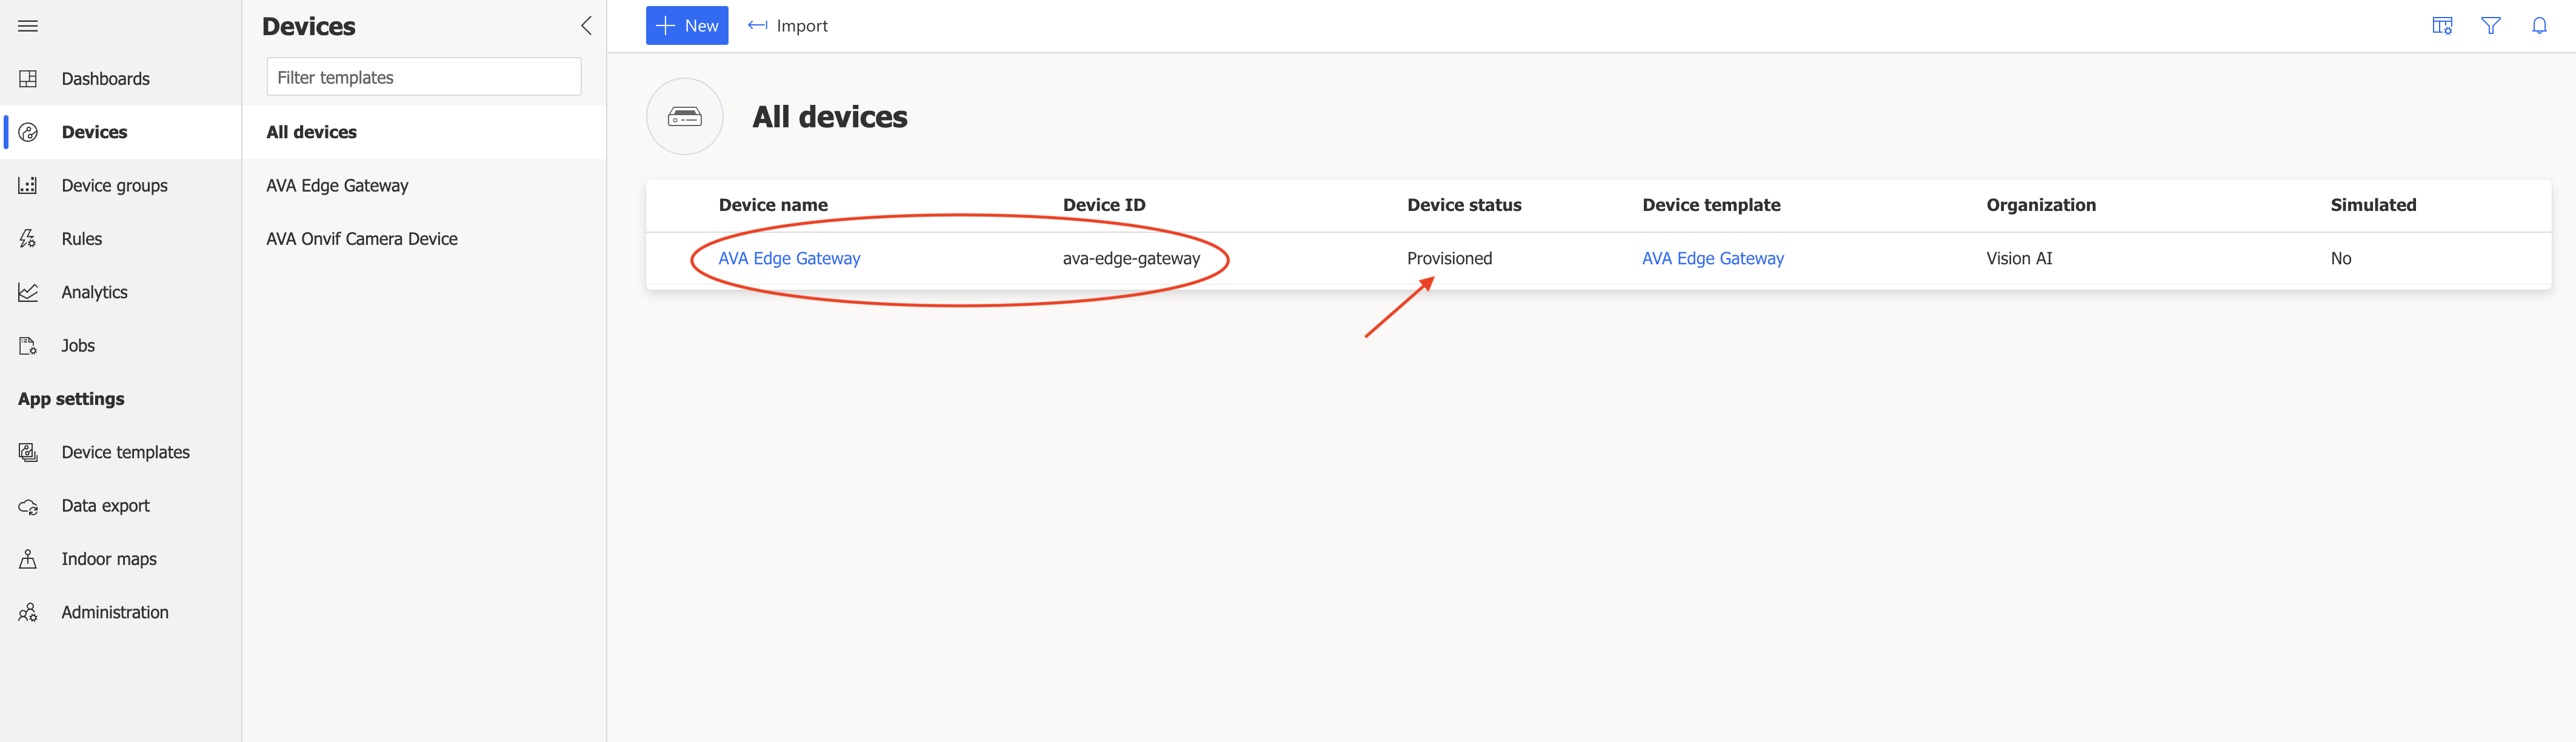 Dashboards
Devices
Device groups
Rules
Analytics
Jobs
App settings
Device templates
Data export
Indoor maps
Administration
Devices
Filter templates
All devices
AVA Edge Gateway
AVA Onvif Camera Device
New Import
All devices
Device name Device ID Device status Device template Organization Simulated
AVA Edge Gateway ava-edge-gateway Provisioned AVA Edge Gateway Vision AI No